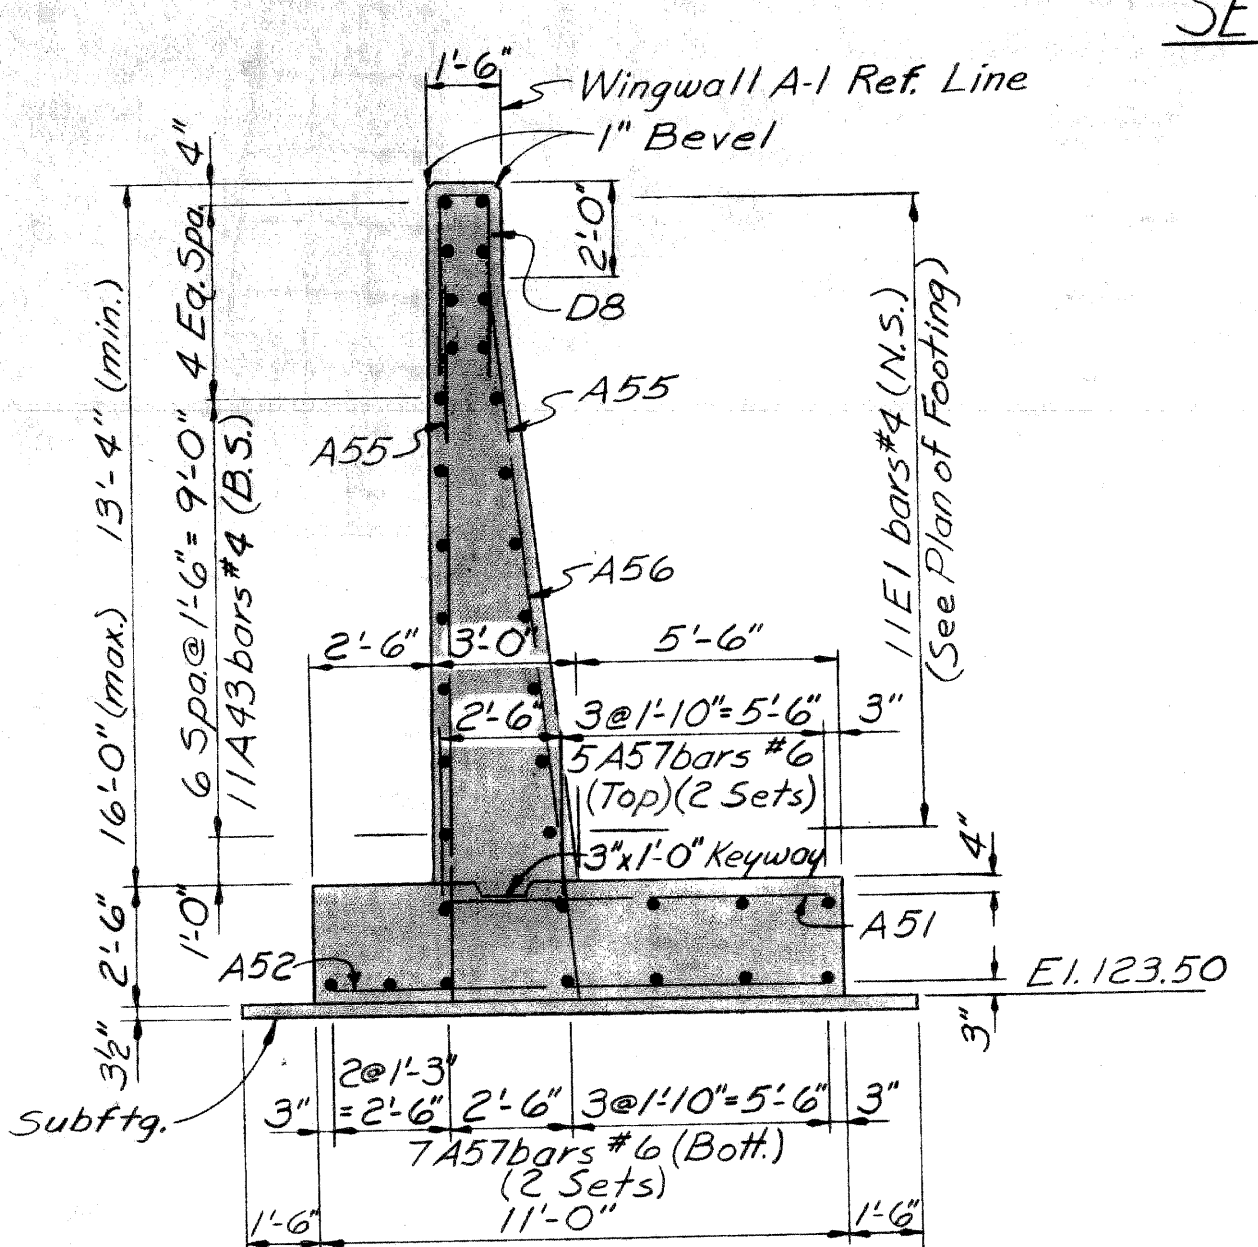 SE
1'-6"
Wingwall A-1 Ref. Line
1" Bevel
4"
2'-0"
4 Eq. Spa.
D8
13'-4" (min.)
16'-0" (max.)
6 Spa.@1'-6" = 9'-0"
11 A43 bars #4 (B.S.)
A55
A55
A56
11 E1 bars #4 (N.S.)
(See Plan of Footing)
2'-6"
3'-0"
5'-6"
2'-6"
3@1'-10"=5'-6"
3"
5 A57 bars #6
(Top)(2 Sets)
3"x1'-0" Keyway
4"
1'-0"
2'-6"
A52
A51
El. 123.50
3"
3½"
Subftg.
3"
2@1'-3"
=2'-6"
2'-6"
3@1'-10"=5'-6"
3"
7 A57 bars #6 (Bott.)
(2 Sets)
1'-6"
11'-0"
1'-6"